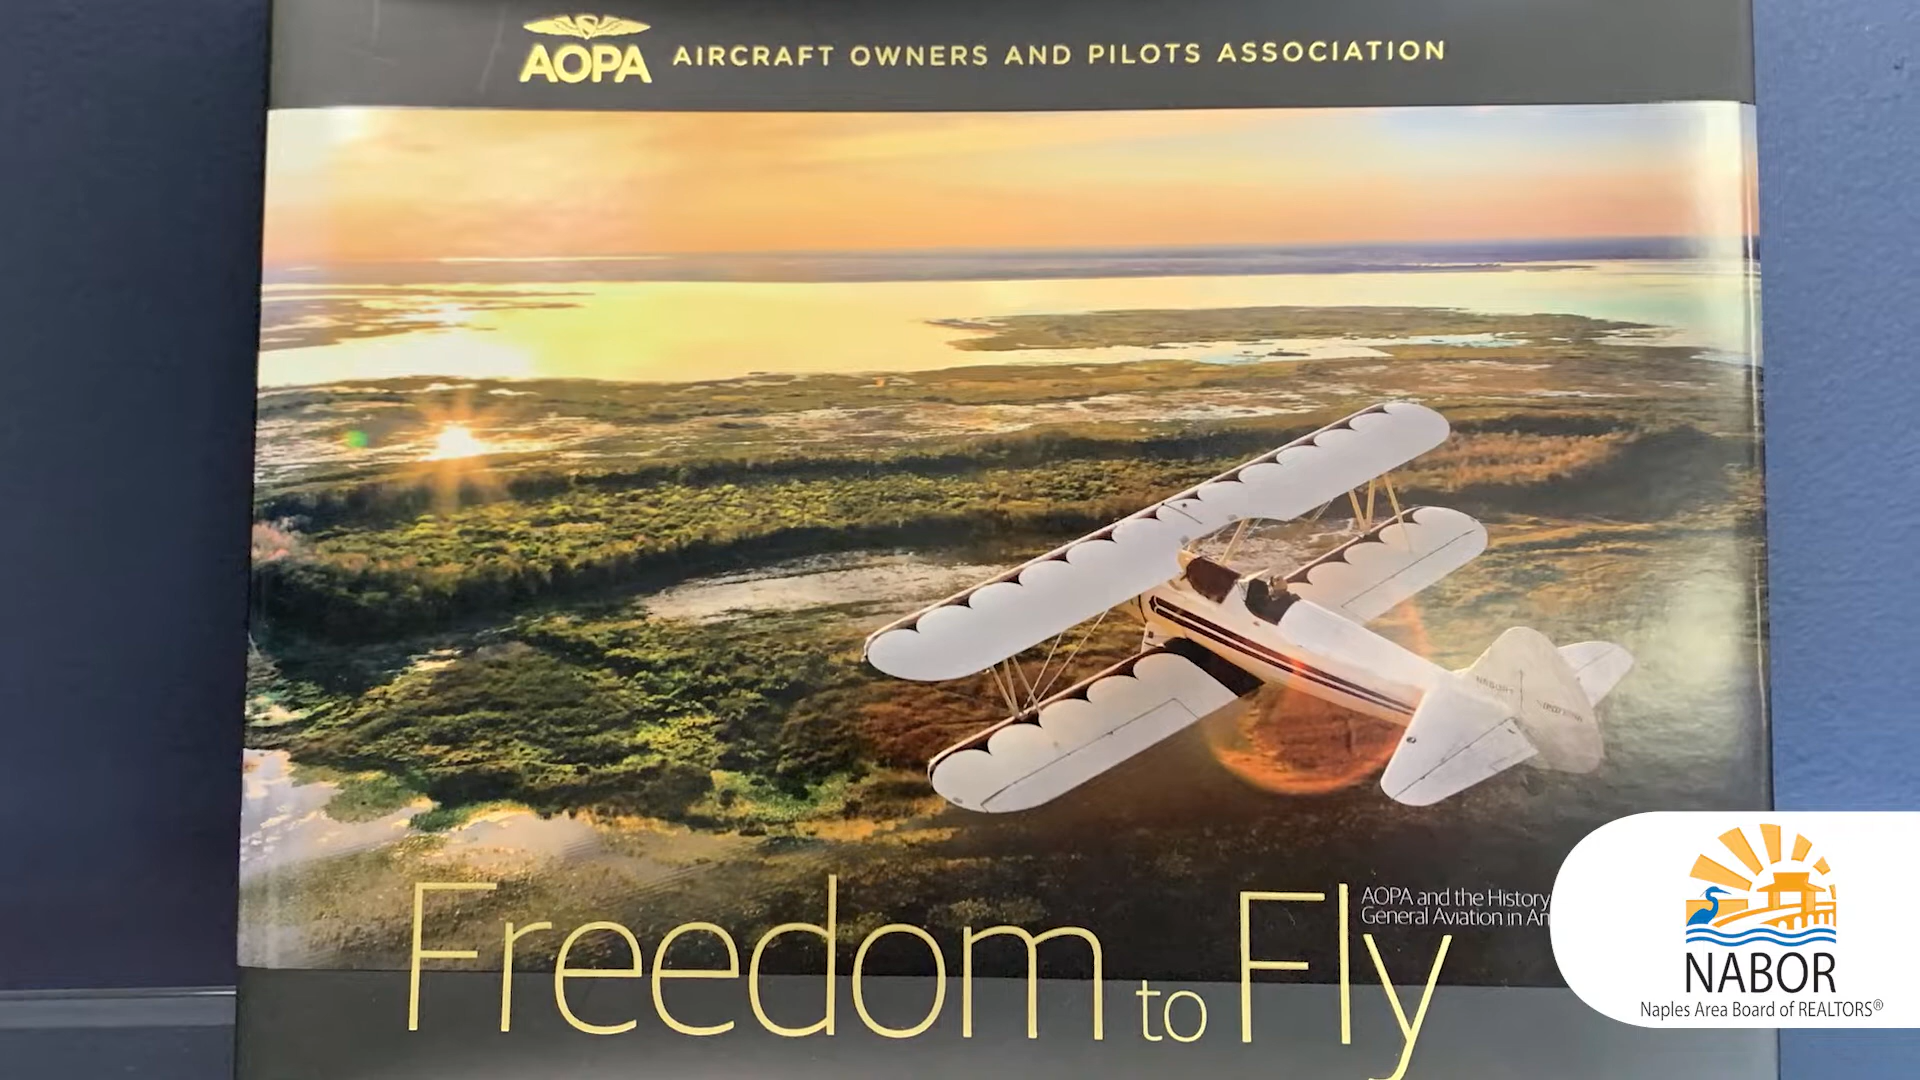 AOPA AIRCRAFT OWNERS AND PILOTS ASSOCIATION
AOPA and the History
General Aviation in
Freedom to Fly
NABOR
Naples Area Board of REALTORS®